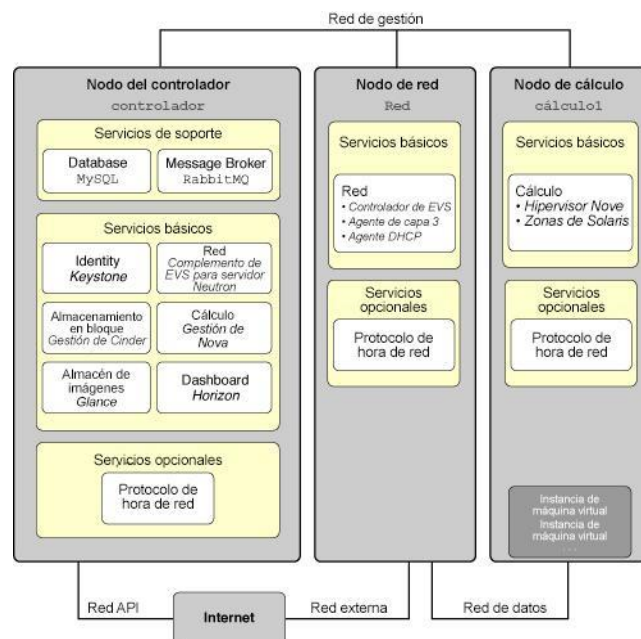 Red de gestión
Nodo del controlador
controlador
Servicios de soporte
Database
MySQL
Message Broker
RabbitMQ
Servicios básicos
Identity
Keystone
Red
Complemento de
EVS para servidor
Neutron
Almacenamiento
en bloque
Gestión de Cinder
Cálculo
Gestión de
Nova
Almacén de
imágenes
Glance
Dashboard
Horizon
Servicios opcionales
Protocolo de
hora de red
Nodo de red
Red
Servicios básicos
Red
• Controlador de EVS
• Agente de capa 3
• Agente DHCP
Servicios
opcionales
Protocolo de
hora de red
Nodo de cálculo
cálculo1
Servicios básicos
Cálculo
• Hipervisor Nove
• Zonas de Solaris
Servicios
opcionales
Protocolo de
hora de red
Instancia de
máquina virtual
Instancia de
máquina virtual
. . .
Red API
Internet
Red externa
Red de datos